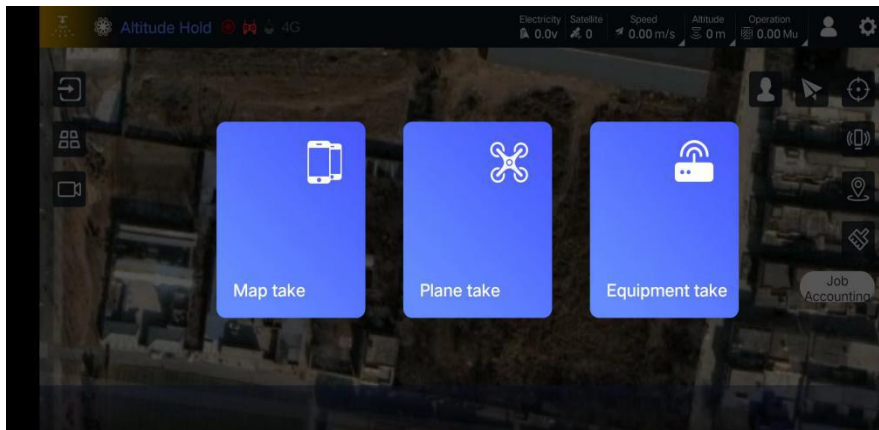 Altitude Hold
4G
Electricity
0.0v
Satellite
0
Speed
0.00 m/s
Altitude
0 m
Operation
0.00 Mu
Map take
Plane take
Equipment take
Job
Accounting